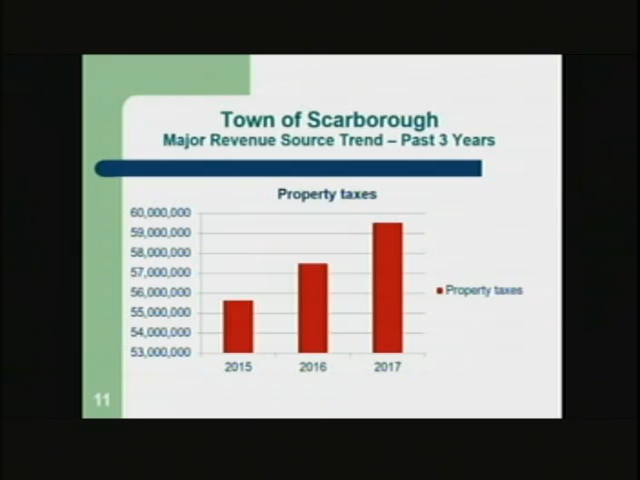 Town of Scarborough
Major Revenue Source Trend – Past 3 Years
Property taxes
60,000,000
59,000,000
58,000,000
57,000,000
56,000,000
55,000,000
54,000,000
53,000,000
Property taxes
2015 2016 2017
11